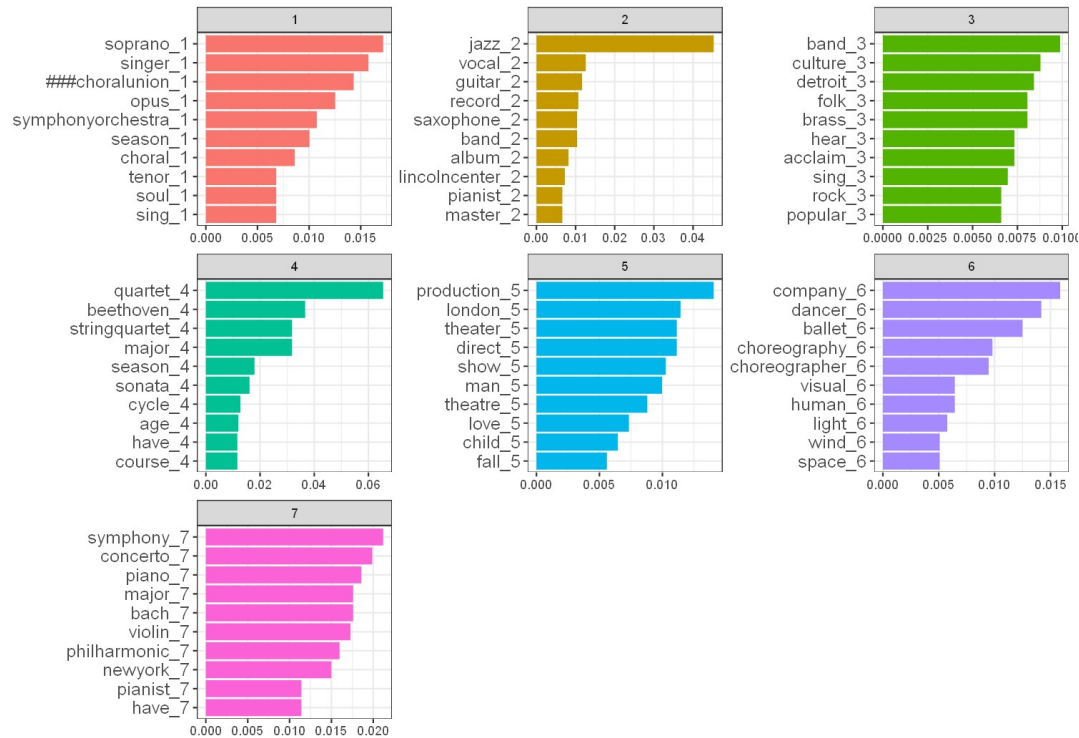 1
soprano_1
singer_1
###choralunion_1
opus_1
symphonyorchestra_1
season_1
choral_1
tenor_1
soul_1
sing_1
0.000 0.005 0.010 0.015
2
jazz_2
vocal_2
guitar_2
record_2
saxophone_2
band_2
album_2
lincolncenter_2
pianist_2
master_2
0.00 0.01 0.02 0.03 0.04
3
band_3
culture_3
detroit_3
folk_3
brass_3
hear_3
acclaim_3
sing_3
rock_3
popular_3
0.0000 0.0025 0.0050 0.0075 0.0100
4
quartet_4
beethoven_4
stringquartet_4
major_4
season_4
sonata_4
cycle_4
age_4
have_4
course_4
0.00 0.02 0.04 0.06
5
production_5
london_5
theater_5
direct_5
show_5
man_5
theatre_5
love_5
child_5
fall_5
0.000 0.005 0.010
6
company_6
dancer_6
ballet_6
choreography_6
choreographer_6
visual_6
human_6
light_6
wind_6
space_6
0.000 0.005 0.010 0.015
7
symphony_7
concerto_7
piano_7
major_7
bach_7
violin_7
philharmonic_7
newyork_7
pianist_7
have_7
0.000 0.005 0.010 0.015 0.020